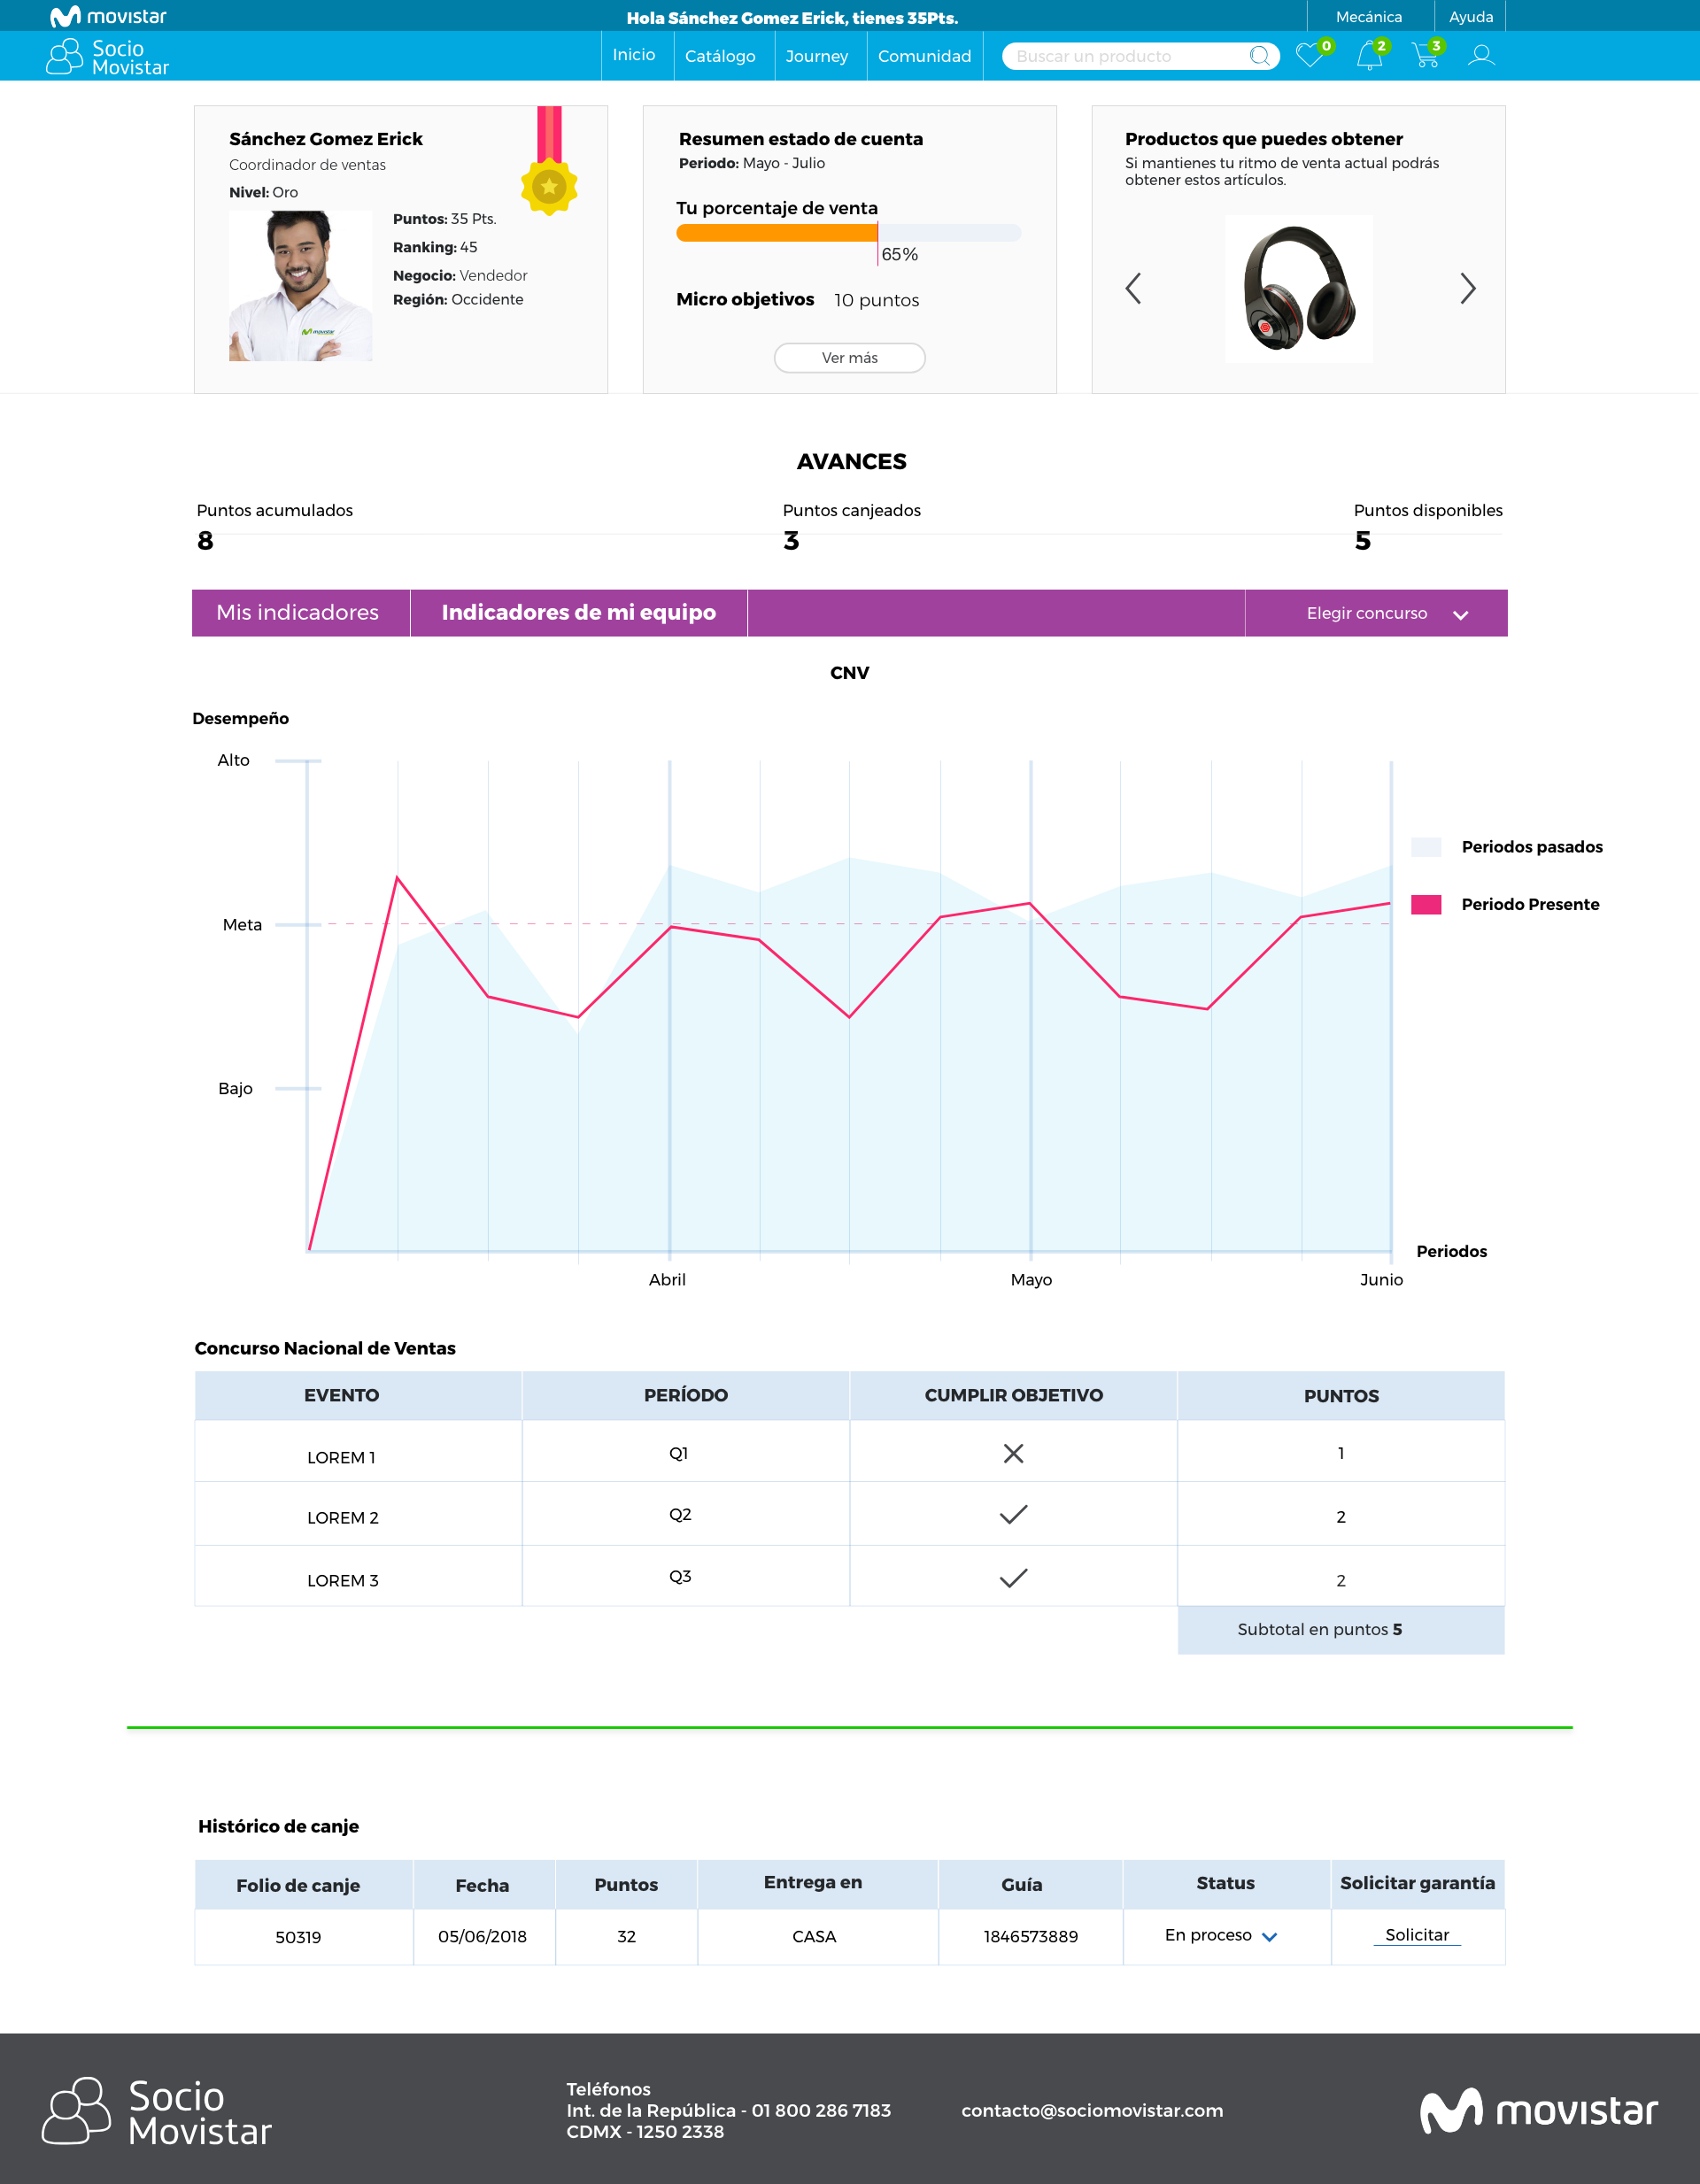 movistar
Hola Sánchez Gomez Erick, tienes 35Pts.
Mecánica
Ayuda
Socio
Movistar
Inicio
Catálogo
Journey
Comunidad
Buscar un producto
0
2
3
Sánchez Gomez Erick
Coordinador de ventas
Nivel: Oro
Puntos: 35 Pts.
Ranking: 45
Negocio: Vendedor
Región: Occidente
movistar
Resumen estado de cuenta
Periodo: Mayo - Julio
Tu porcentaje de venta
65%
Micro objetivos 10 puntos
Ver más
Productos que puedes obtener
Si mantienes tu ritmo de venta actual podrás
obtener estos artículos.
AVANCES
Puntos acumulados
8
Puntos canjeados
3
Puntos disponibles
5
Mis indicadores
Indicadores de mi equipo
Elegir concurso
CNV
Desempeño
Alto
Meta
Bajo
Periodos pasados
Periodo Presente
Periodos
Abril
Mayo
Junio
Concurso Nacional de Ventas
EVENTO PERÍODO CUMPLIR OBJETIVO PUNTOS
LOREM 1 Q1 1
LOREM 2 Q2 2
LOREM 3 Q3 2
Subtotal en puntos 5
Histórico de canje
Folio de canje Fecha Puntos Entrega en Guía Status Solicitar garantía
50319 05/06/2018 32 CASA 1846573889 En proceso Solicitar
Socio
Movistar
Teléfonos
Int. de la República - 01 800 286 7183
CDMX - 1250 2338
contacto@sociomovistar.com
movistar